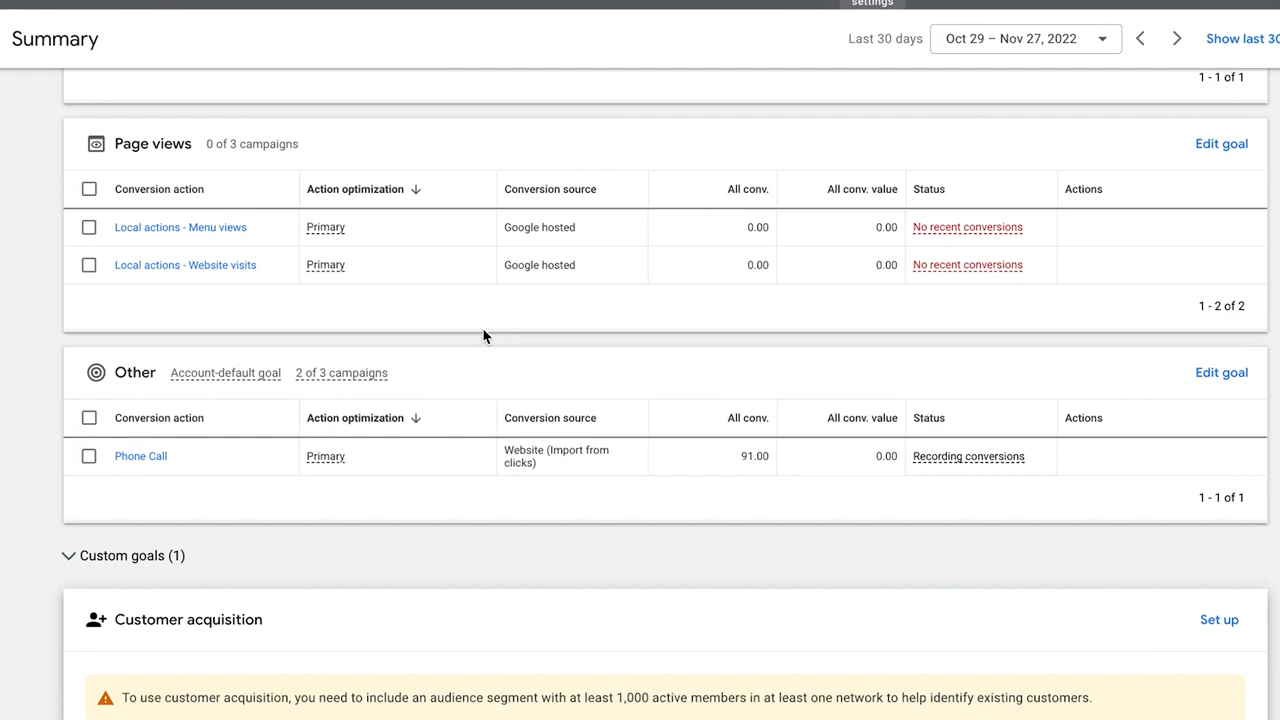 settings
Summary
Last 30 days
Oct 29 – Nov 27, 2022
Show last 30
1 - 1 of 1
Page views 0 of 3 campaigns Edit goal
Conversion action Action optimization Conversion source All conv. All conv. value Status Actions
Local actions - Menu views Primary Google hosted 0.00 0.00 No recent conversions
Local actions - Website visits Primary Google hosted 0.00 0.00 No recent conversions
1 - 2 of 2
Other Account-default goal 2 of 3 campaigns Edit goal
Conversion action Action optimization Conversion source All conv. All conv. value Status Actions
Phone Call Primary Website (Import from
clicks) 91.00 0.00 Recording conversions
1 - 1 of 1
Custom goals (1)
Customer acquisition Set up
To use customer acquisition, you need to include an audience segment with at least 1,000 active members in at least one network to help identify existing customers.